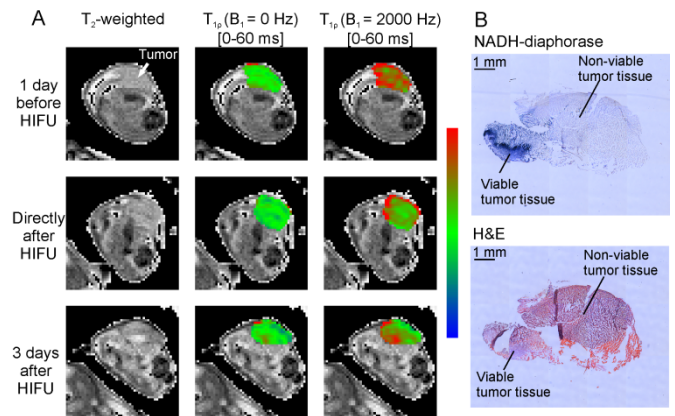 A
T2-weighted
T1ρ (B1 = 0 Hz)
[0-60 ms]
T1ρ (B1 = 2000 Hz)
[0-60 ms]
Tumor
1 day
before
HIFU
Directly
after
HIFU
3 days
after
HIFU
B
NADH-diaphorase
1 mm
Non-viable
tumor tissue
Viable
tumor tissue
H&E
1 mm
Non-viable
tumor tissue
Viable
tumor tissue